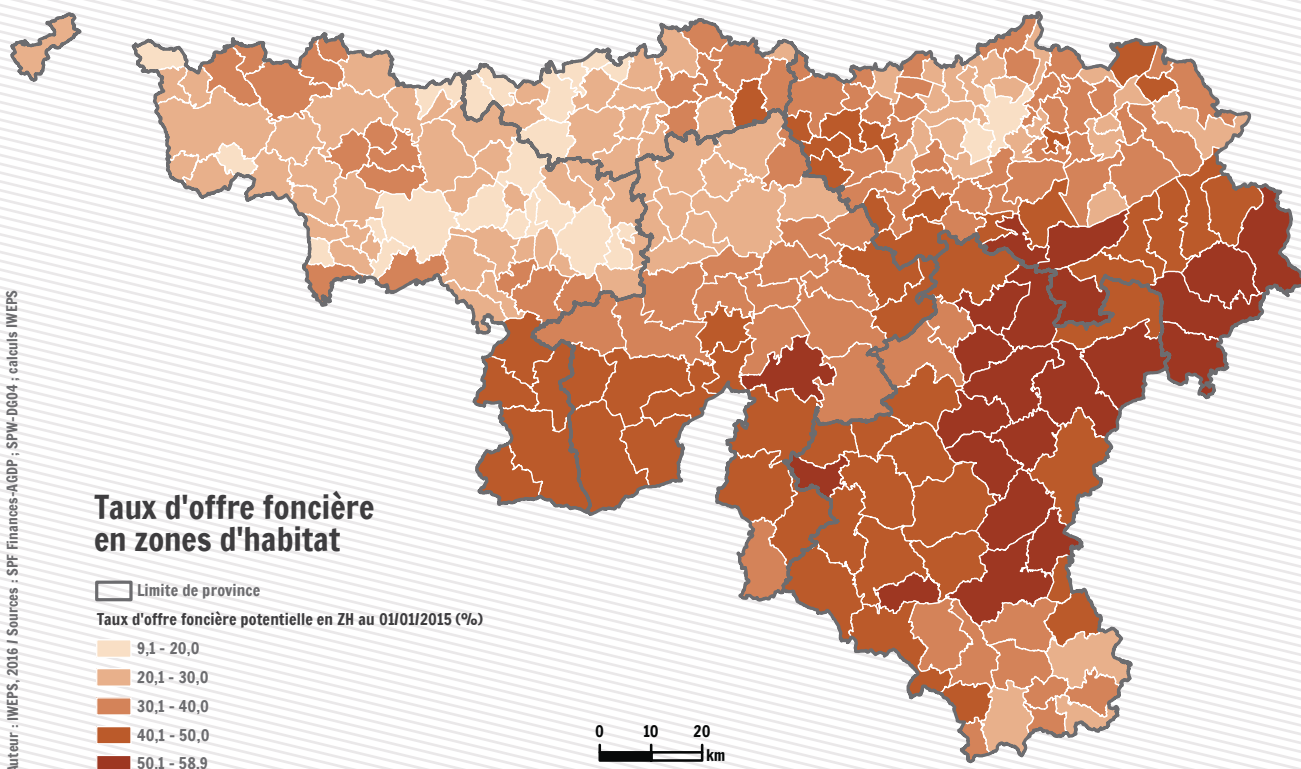 Taux d'offre foncière
en zones d'habitat
Limite de province
Taux d'offre foncière potentielle en ZH au 01/01/2015 (%)
9,1 - 20,0
20,1 - 30,0
30,1 - 40,0
40,1 - 50,0
50,1 - 58,9
0 10 20
km
Auteur : IWEPS, 2016 / Sources : SPF Finances-AGDP ; SPW-DG04 ; calculs IWEPS